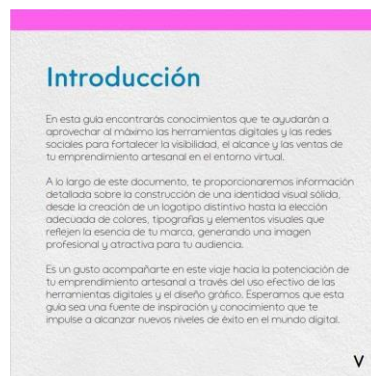 Introducción
En esta guía encontrarás conocimientos que te ayudarán a
aprovechar al máximo las herramientas digitales y las redes
sociales para fortalecer la visibilidad, el alcance y las ventas de
tu emprendimiento artesanal en el entorno virtual.
A lo largo de este documento, te proporcionaremos información
detallada sobre la construcción de una identidad visual sólida,
desde la creación de un logotipo distintivo hasta la elección
adecuada de colores, tipografías y elementos visuales que
reflejen la esencia de tu marca, generando una imagen
profesional y atractiva para tu audiencia.
Es un gusto acompañarte en este viaje hacia la potenciación de
tu emprendimiento artesanal a través del uso efectivo de las
herramientas digitales y el diseño gráfico. Esperamos que esta
guía sea una fuente de inspiración y conocimiento que te
impulse a alcanzar nuevos niveles de éxito en el mundo digital.
V